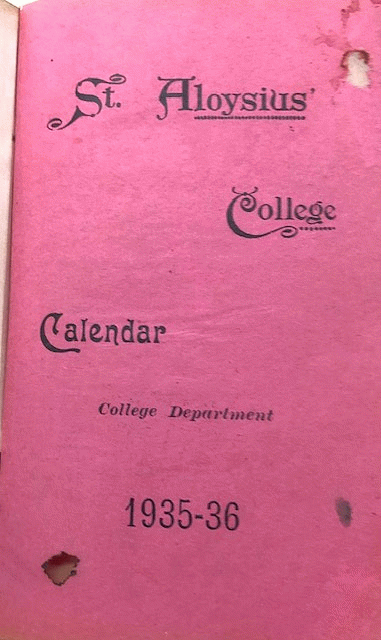 St. Aloysius'
College
Calendar
College Department
1935-36